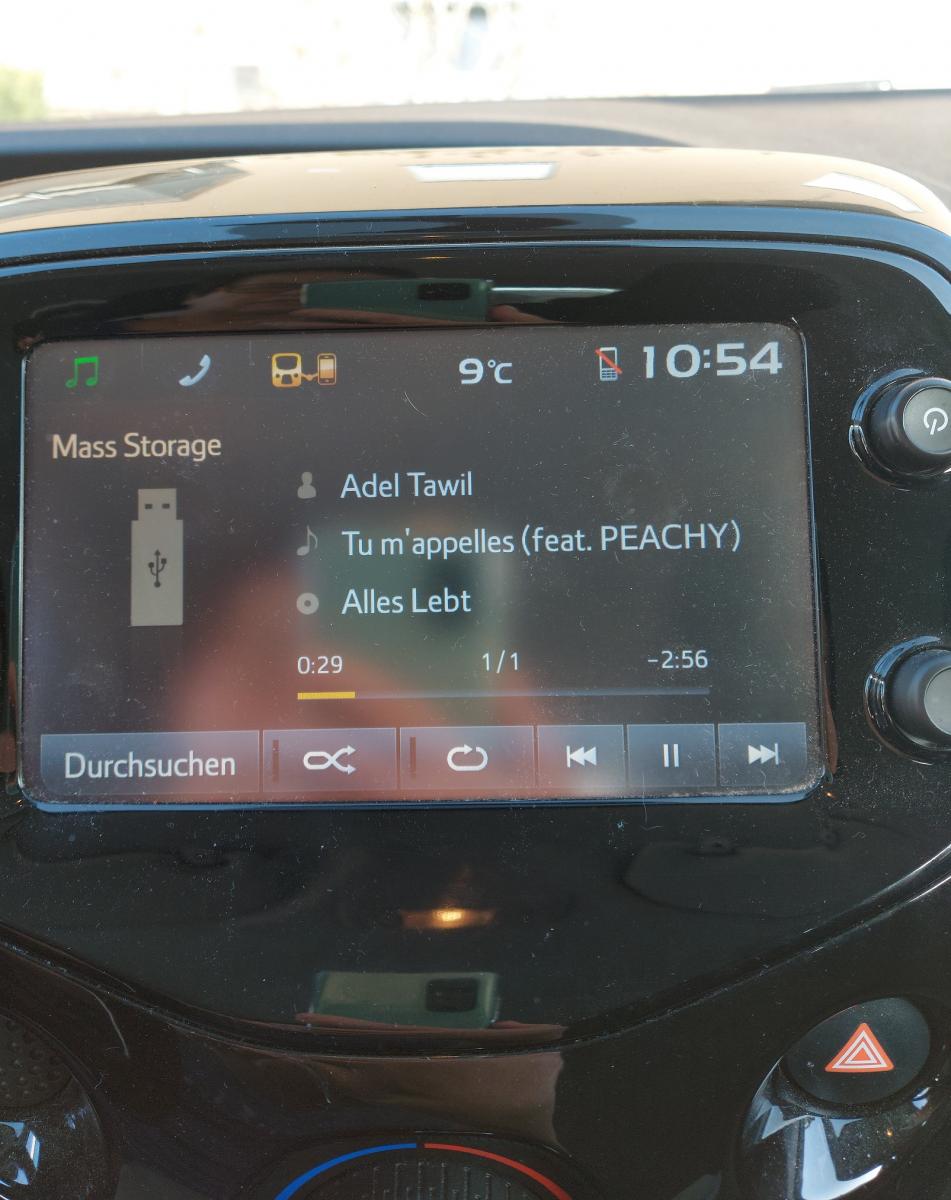 9°C
10:54
Mass Storage
Adel Tawil
Tu m'appelles (feat. PEACHY)
Alles Lebt
0:29
1/1
-2:56
Durchsuchen